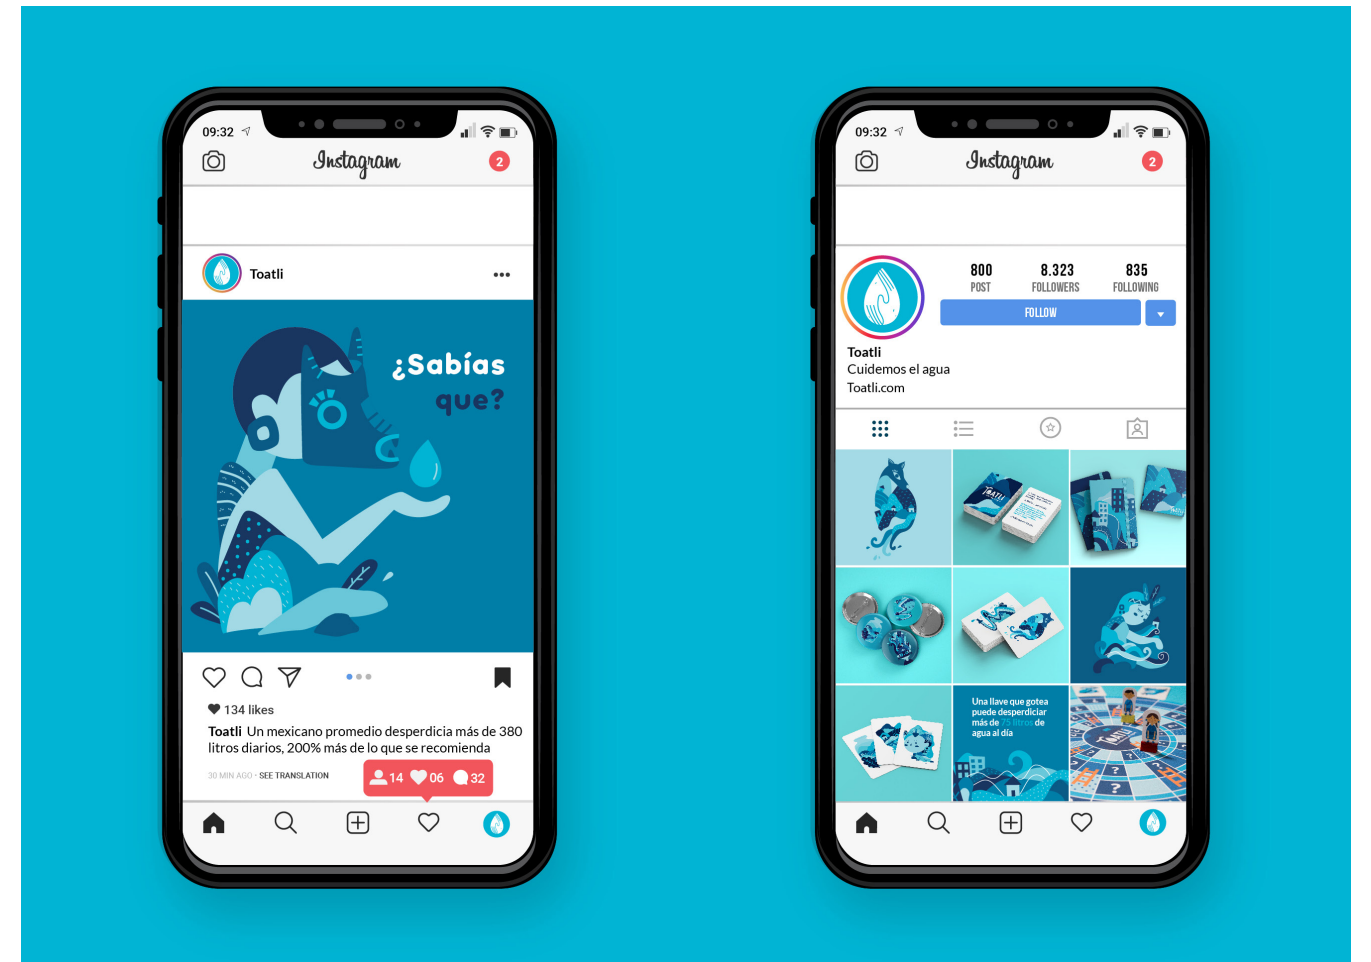 09:32
Instagram
2
Toatli
¿Sabías
que?
134 likes
Toatli Un mexicano promedio desperdicia más de 380
litros diarios, 200% más de lo que se recomienda
30 MIN AGO · SEE TRANSLATION
14 06 32
09:32
Instagram
2
800 8.323 835
POST FOLLOWERS FOLLOWING
FOLLOW
Toatli
Cuidemos el agua
Toatli.com
TOATLI
Toatli
Una llave que gotea
puede desperdiciar
más de 75 litros de
agua al día
TOATLI